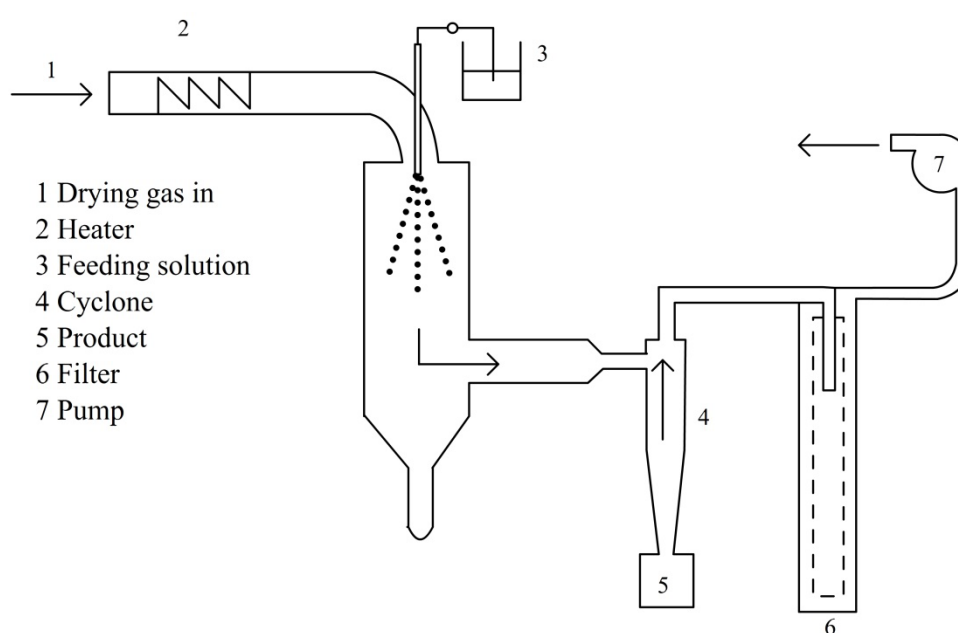 2
1
3
7
1 Drying gas in
2 Heater
3 Feeding solution
4 Cyclone
5 Product
6 Filter
7 Pump
4
5
6